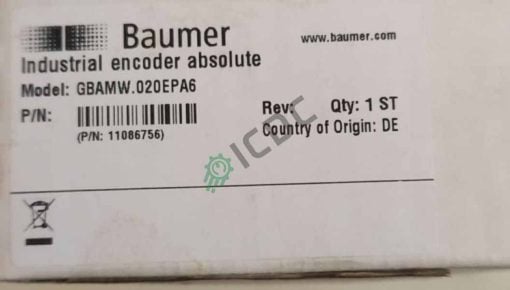 Baumer
www.baumer.com
Industrial encoder absolute
Model: GBAMW.020EPA6
P/N:
(P/N: 11086756)
Rev: Qty: 1 ST
Country of Origin: DE
ICDC